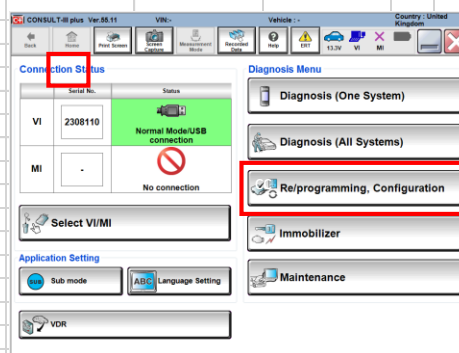 CIII CONSULT-III plus Ver.55.11 VIN:- Vehicle : - Country : United Kingdom
Back
Home
Print Screen
Screen Capture
Measurement Mode
Recorded Data
Help
ERT
13.3V
VI
MI
Connection Status
Serial No. Status
VI 2308110 Normal Mode/USB connection
MI - No connection
Select VI/MI
Application Setting
SUB Sub mode
ABC Language Setting
VDR
Diagnosis Menu
Diagnosis (One System)
Diagnosis (All Systems)
Re/programming, Configuration
Immobilizer
Maintenance